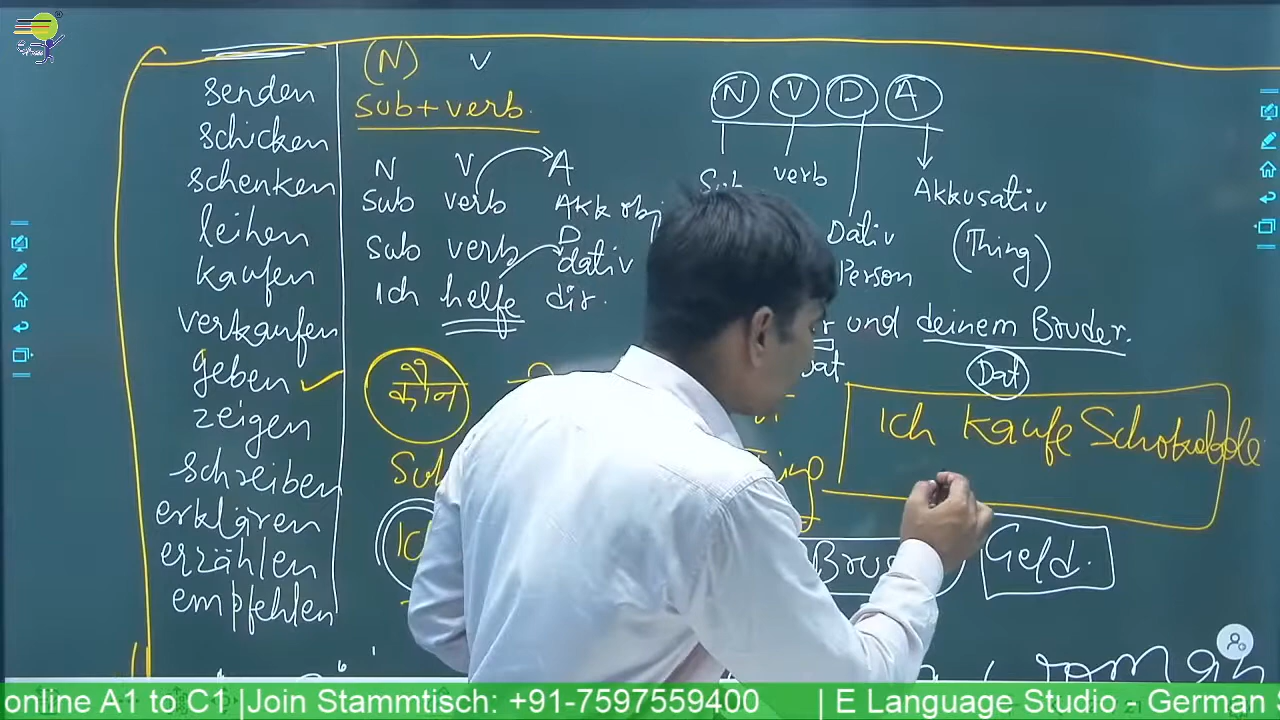 senden
schicken
schenken
leihen
kaufen
verkaufen
geben
zeigen
schreiben
erklären
erzählen
empfehlen
(N) V
Sub + verb.
N V A
Sub verb Akk obj
D
Sub verb dativ
Ich helfe dir.
कौन
Sub
N V D A
Sub verb
Akkusativ
(Thing)
Dativ
Person
und deinem Bruder.
Dat
Ich kaufe Schokolade
Geld.
online A1 to C1 |Join Stammtisch: +91-7597559400 | E Language Studio - German S